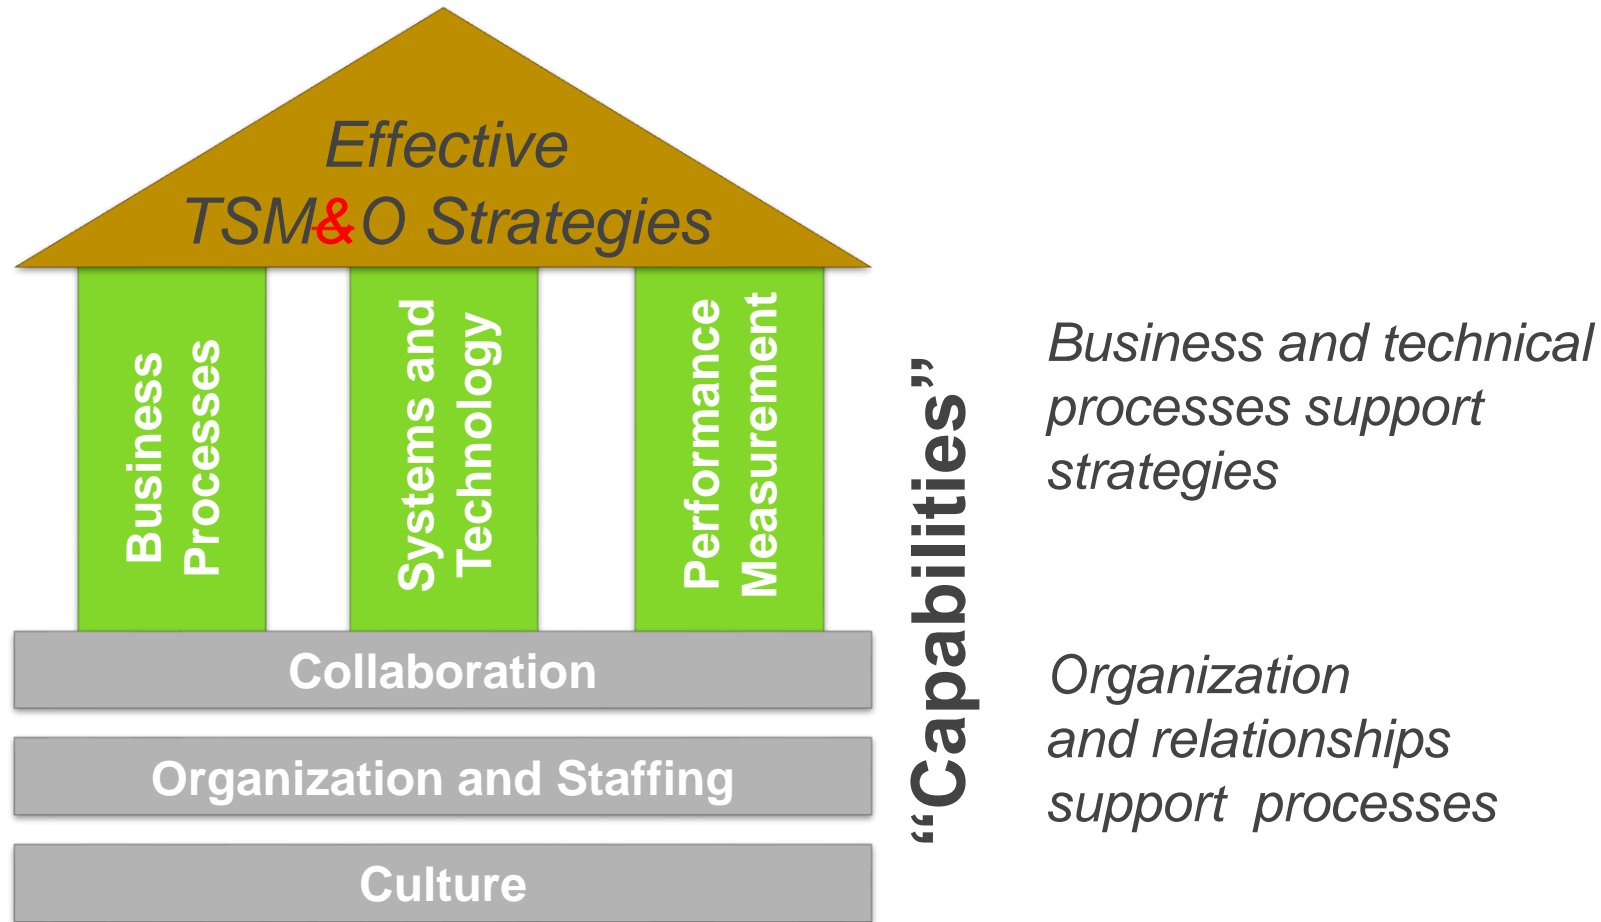 Effective
TSM&O Strategies
Business
Processes
Systems and
Technology
Performance
Measurement
Collaboration
Organization and Staffing
Culture
“Capabilities”
Business and technical
processes support
strategies
Organization
and relationships
support processes